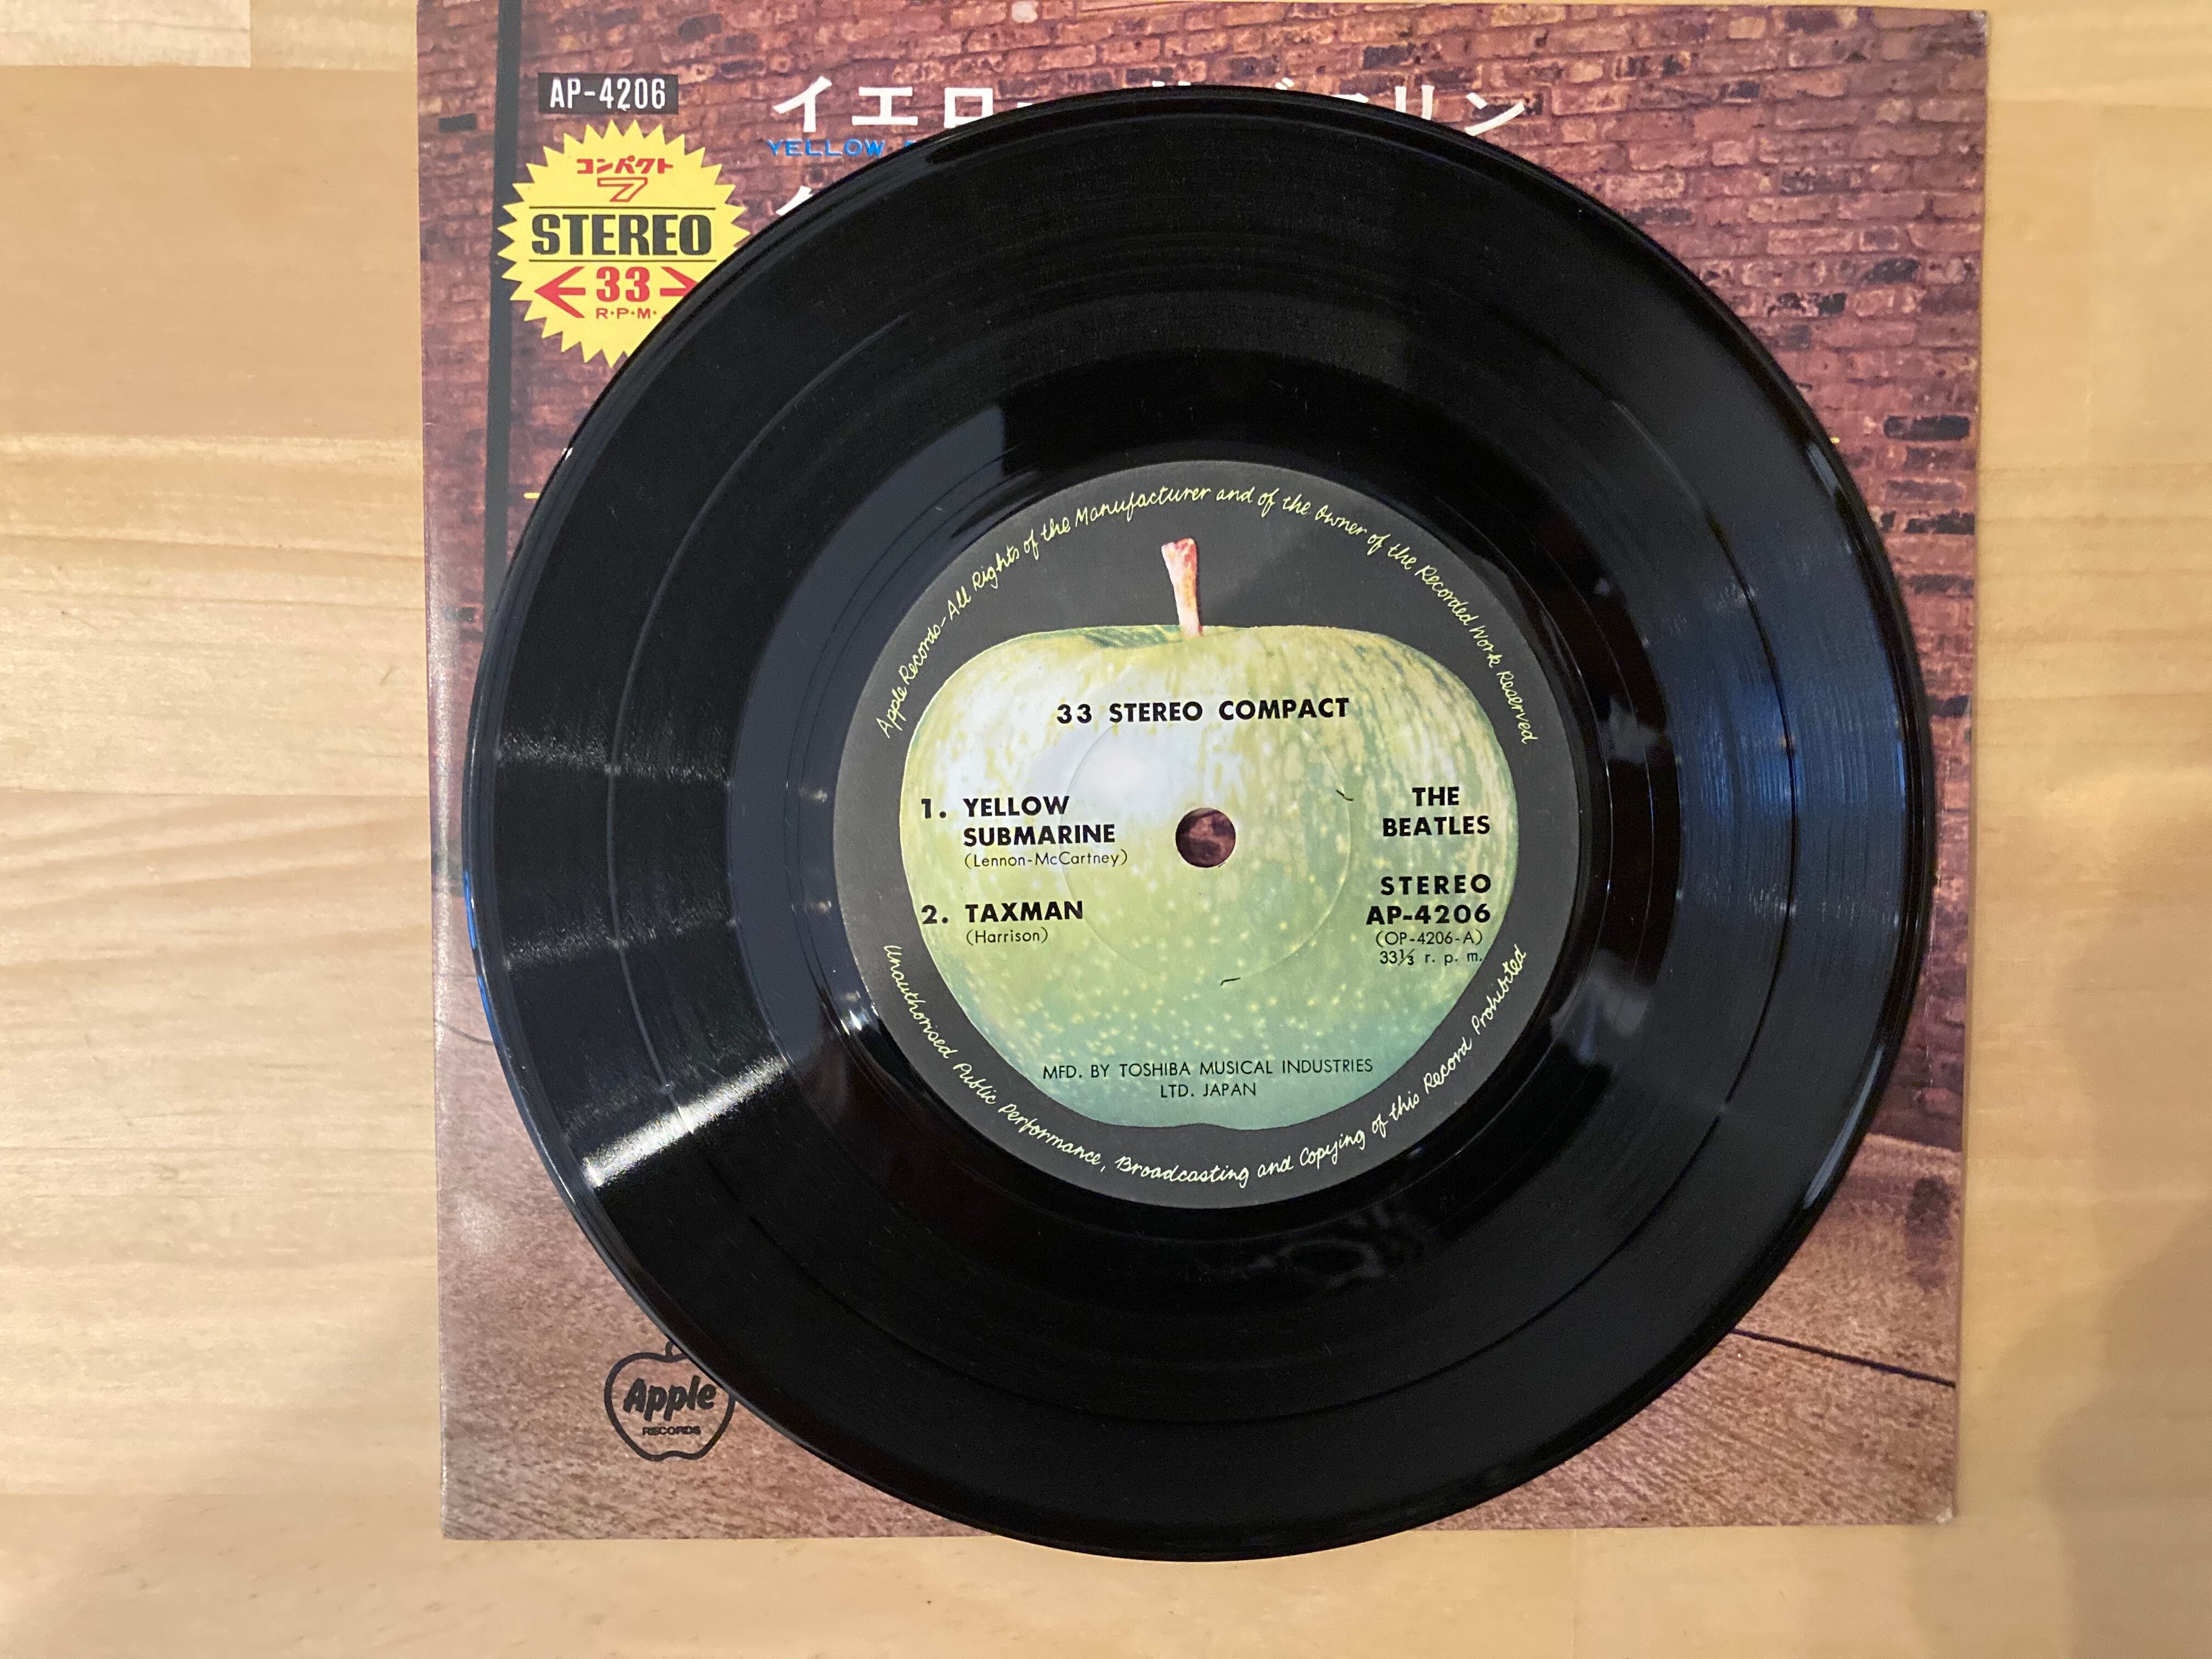 AP-4206
イエロー
YELLOW
コンパクト
7
STEREO
33
R・P・M・
Apple Records-All Rights of the Manufacturer and of the Owner of the Recorded Work Reserved
33 STEREO COMPACT
1. YELLOW
SUBMARINE
(Lennon-McCartney)
2. TAXMAN
(Harrison)
THE
BEATLES
STEREO
AP-4206
(OP-4206-A)
33⅓ r. p. m.
MFD. BY TOSHIBA MUSICAL INDUSTRIES
LTD. JAPAN
Unauthorised Public Performance, Broadcasting and Copying of this Record Prohibited
Apple
RECORDS